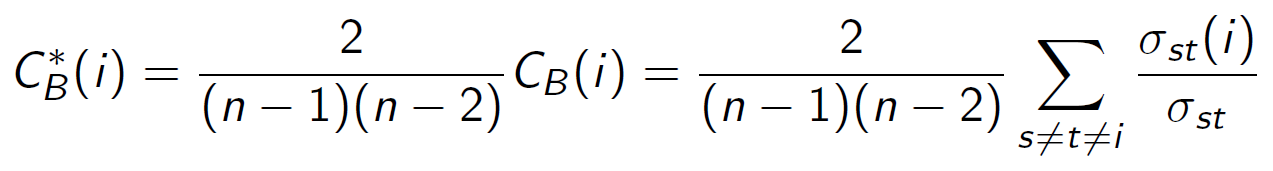 C*_B(i) = 2/((n − 1)(n − 2)) C_B(i) = 2/((n − 1)(n − 2)) ∑_{s≠t≠i} σ_st(i)/σ_st